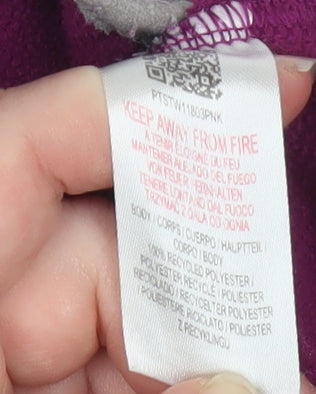 PTSTW11803PNK
KEEP AWAY FROM FIRE
A TENIR ÉLOIGNÉ DU FEU
MANTENER ALEJADO DEL FUEGO
VON FEUER FERNHALTEN
TENERE LONTANO DAL FUOCO
TRZYMAĆ Z DALA OD OGNIA
BODY / CORPS / CUERPO / HAUPTTEIL /
CORPO / BODY
100% RECYCLED POLYESTER /
POLYESTER RECYCLÉ / POLIÉSTER
RECICLADO / RECYCELTER POLYESTER
/ POLIESTERE RICICLATO / POLIESTER
Z RECYKLINGU